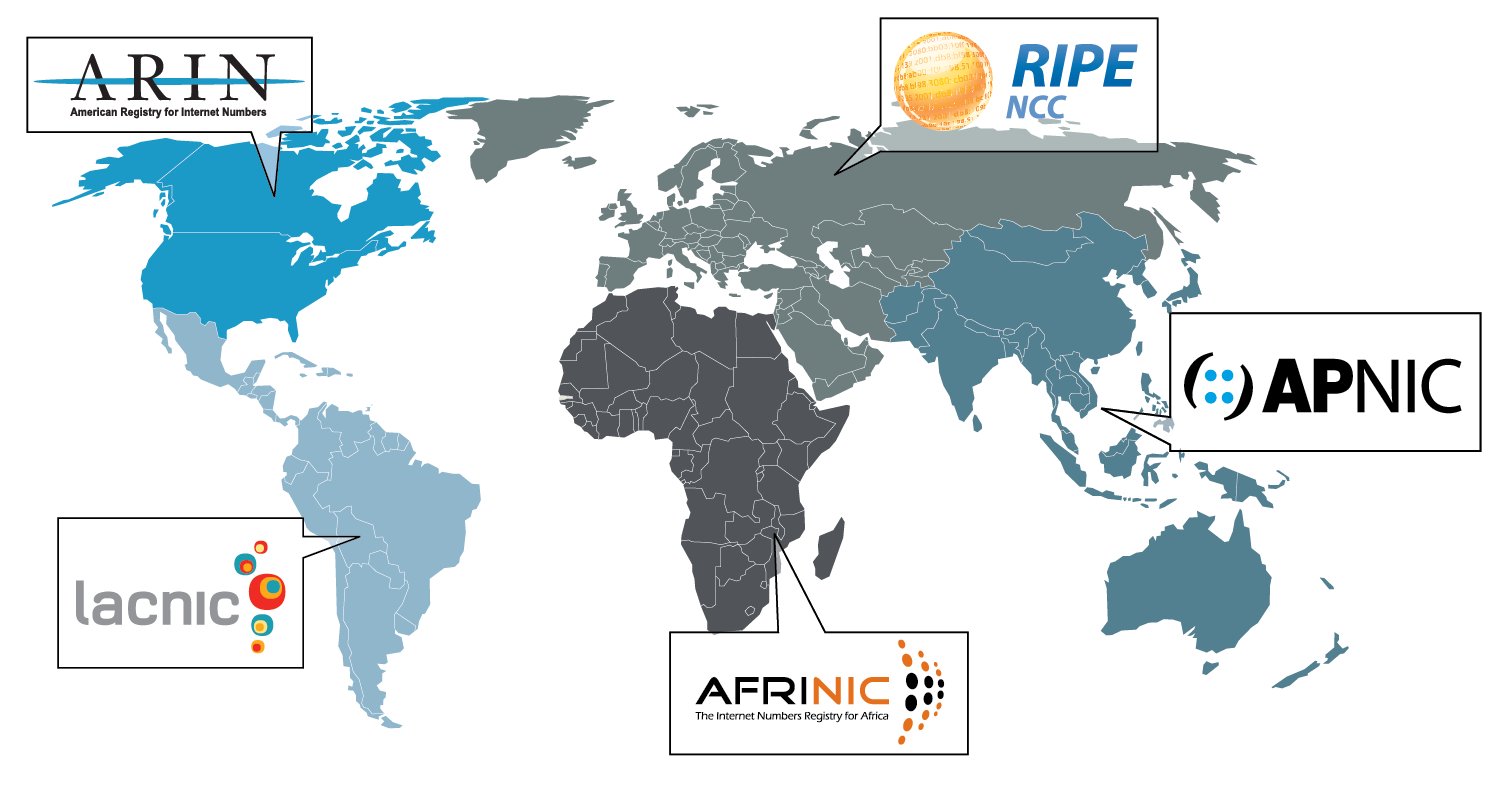 ARIN
American Registry for Internet Numbers
RIPE
NCC
APNIC
lacnic
AFRINIC
The Internet Numbers Registry for Africa